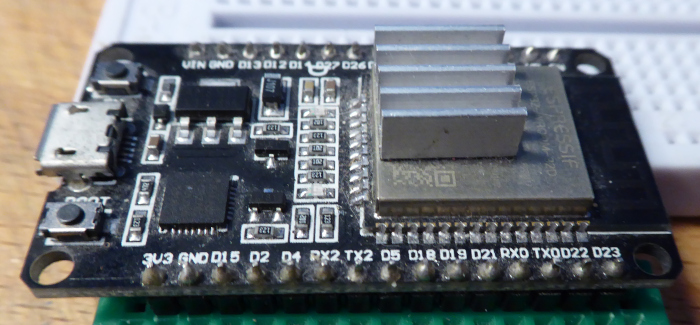 VIN GND D13 D12 D14 D27 D26
BOOT
3V3 GND D15 D2 D4 RX2 TX2 D5 D18 D19 D21 RX0 TX0 D22 D23